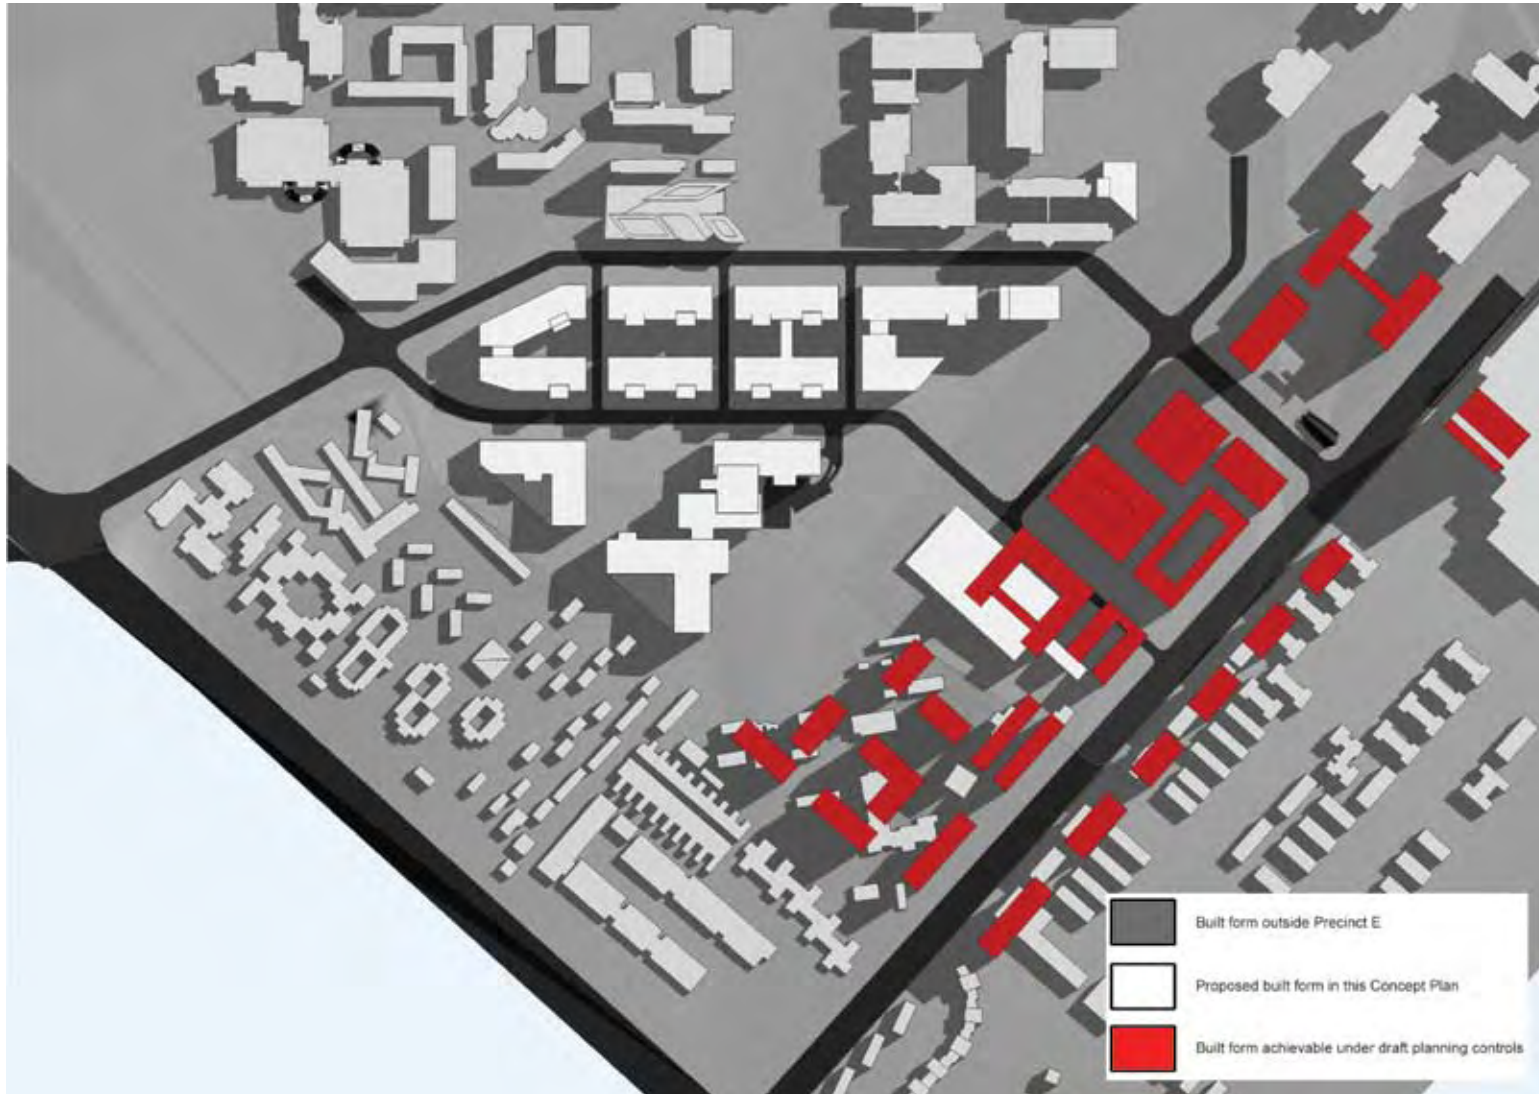 Built form outside Precinct E
Proposed built form in this Concept Plan
Built form achievable under draft planning controls